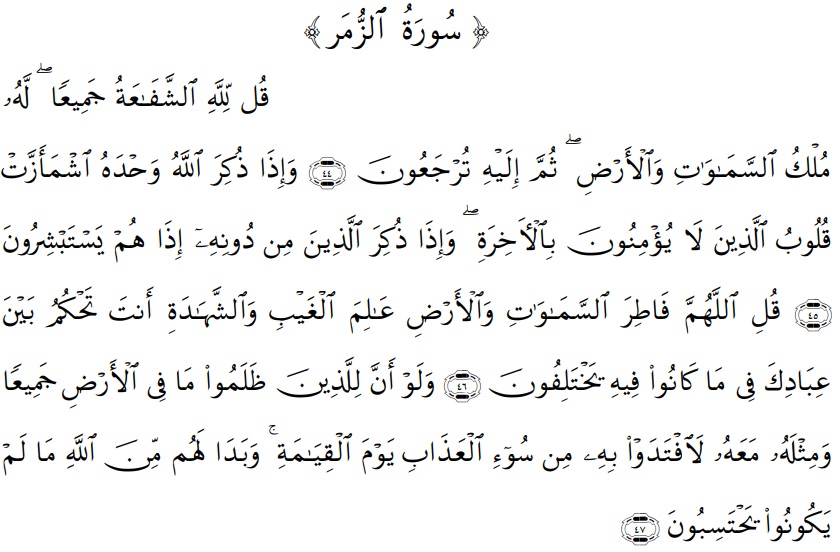 ﴿ سُورَةُ ٱلزُّمَر ﴾
قُل لِّلَّهِ ٱلشَّفَـٰعَةُ جَمِيعًا ۖ لَّهُۥ
مُلْكُ ٱلسَّمَـٰوَٰتِ وَٱلْأَرْضِ ۖ ثُمَّ إِلَيْهِ تُرْجَعُونَ ٤٤ وَإِذَا ذُكِرَ ٱللَّهُ وَحْدَهُ ٱشْمَأَزَّتْ
قُلُوبُ ٱلَّذِينَ لَا يُؤْمِنُونَ بِٱلْأَخِرَةِ ۖ وَإِذَا ذُكِرَ ٱلَّذِينَ مِن دُونِهِۦٓ إِذَا هُمْ يَسْتَبْشِرُونَ
٤٥ قُلِ ٱللَّهُمَّ فَاطِرَ ٱلسَّمَـٰوَٰتِ وَٱلْأَرْضِ عَـٰلِمَ ٱلْغَيْبِ وَٱلشَّهَـٰدَةِ أَنتَ تَحْكُمُ بَيْنَ
عِبَادِكَ فِى مَا كَانُوا۟ فِيهِ يَخْتَلِفُونَ ٤٦ وَلَوْ أَنَّ لِلَّذِينَ ظَلَمُوا۟ مَا فِى ٱلْأَرْضِ جَمِيعًا
وَمِثْلَهُۥ مَعَهُۥ لَٱفْتَدَوْا۟ بِهِۦ مِن سُوٓءِ ٱلْعَذَابِ يَوْمَ ٱلْقِيَـٰمَةِ ۚ وَبَدَا لَهُم مِّنَ ٱللَّهِ مَا لَمْ
يَكُونُوا۟ يَحْتَسِبُونَ ٤٧